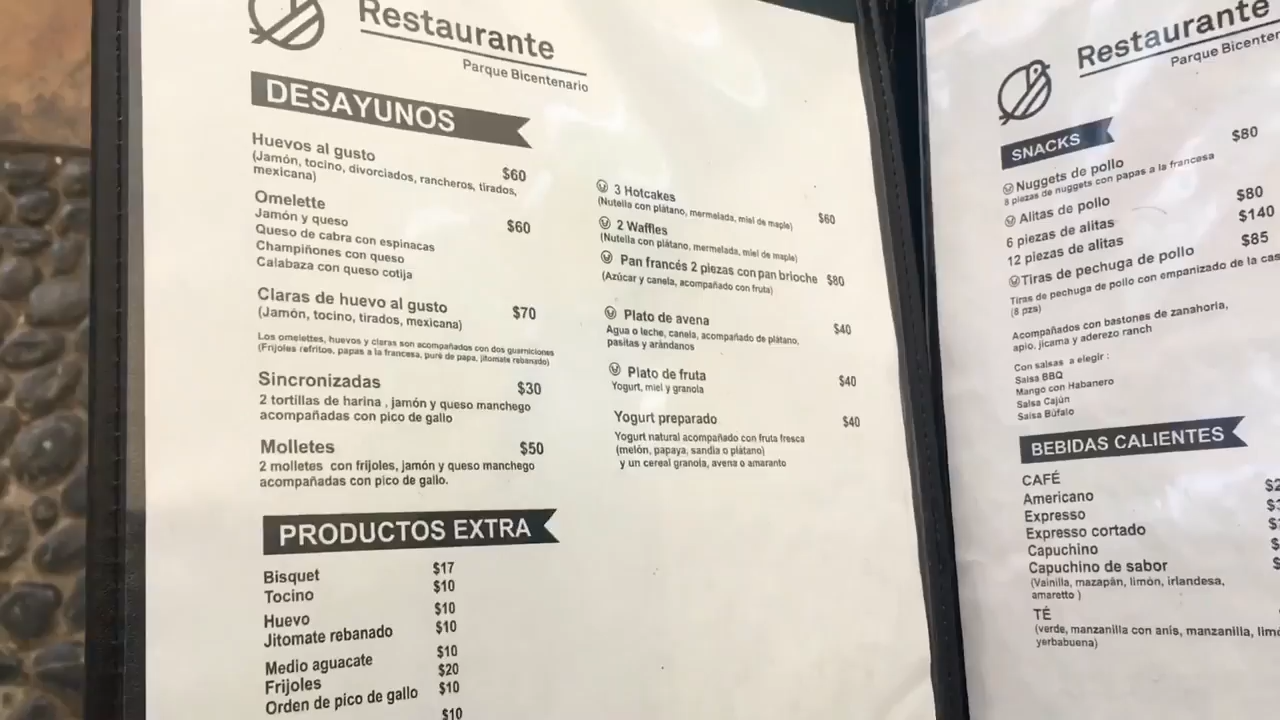 Restaurante
Parque Bicentenario
DESAYUNOS
Huevos al gusto
$60
(Jamón, tocino, divorciados, rancheros, tirados,
mexicana)
Omelette
$60
Jamón y queso
Queso de cabra con espinacas
Champiñones con queso
Calabaza con queso cotija
Claras de huevo al gusto
$70
(Jamón, tocino, tirados, mexicana)
Los omelettes, huevos y claras son acompañados con dos guarniciones
(Frijoles refritos, papas a la francesa, puré de papa, jitomate rebanado)
Sincronizadas
$30
2 tortillas de harina , jamón y queso manchego
acompañadas con pico de gallo
Molletes
$50
2 molletes con frijoles, jamón y queso manchego
acompañadas con pico de gallo.
3 Hotcakes
$60
(Nutella con plátano, mermelada, miel de maple)
2 Waffles
(Nutella con plátano, mermelada, miel de maple)
Pan francés 2 piezas con pan brioche $80
(Azúcar y canela, acompañado con fruta)
Plato de avena
$40
Agua o leche, canela, acompañado de plátano,
pasitas y arándanos
Plato de fruta
$40
Yogurt, miel y granola
Yogurt preparado
$40
Yogurt natural acompañado con fruta fresca
(melón, papaya, sandia o plátano)
y un cereal granola, avena o amaranto
PRODUCTOS EXTRA
Bisquet $17
Tocino $10
Huevo $10
Jitomate rebanado $10
Medio aguacate $10
Frijoles $20
Orden de pico de gallo $10
$10
Restaurante
Parque Bicenter
SNACKS
Nuggets de pollo
$80
8 piezas de nuggets con papas a la francesa
Alitas de pollo
6 piezas de alitas $80
12 piezas de alitas $140
Tiras de pechuga de pollo $85
Tiras de pechuga de pollo con empanizado de la cas
(8 pza)
Acompañados con bastones de zanahoria,
apio, jicama y aderezo ranch
Con salsas a elegir :
Salsa BBQ
Mango con Habanero
Salsa Cajún
Salsa Búfalo
BEBIDAS CALIENTES
CAFÉ
Americano $2
Expresso
Expresso cortado
Capuchino $
Capuchino de sabor $
(Vainilla, mazapán, limón, irlandesa,
amaretto )
TÉ
(verde, manzanilla con anís, manzanilla, limó
yerbabuena)